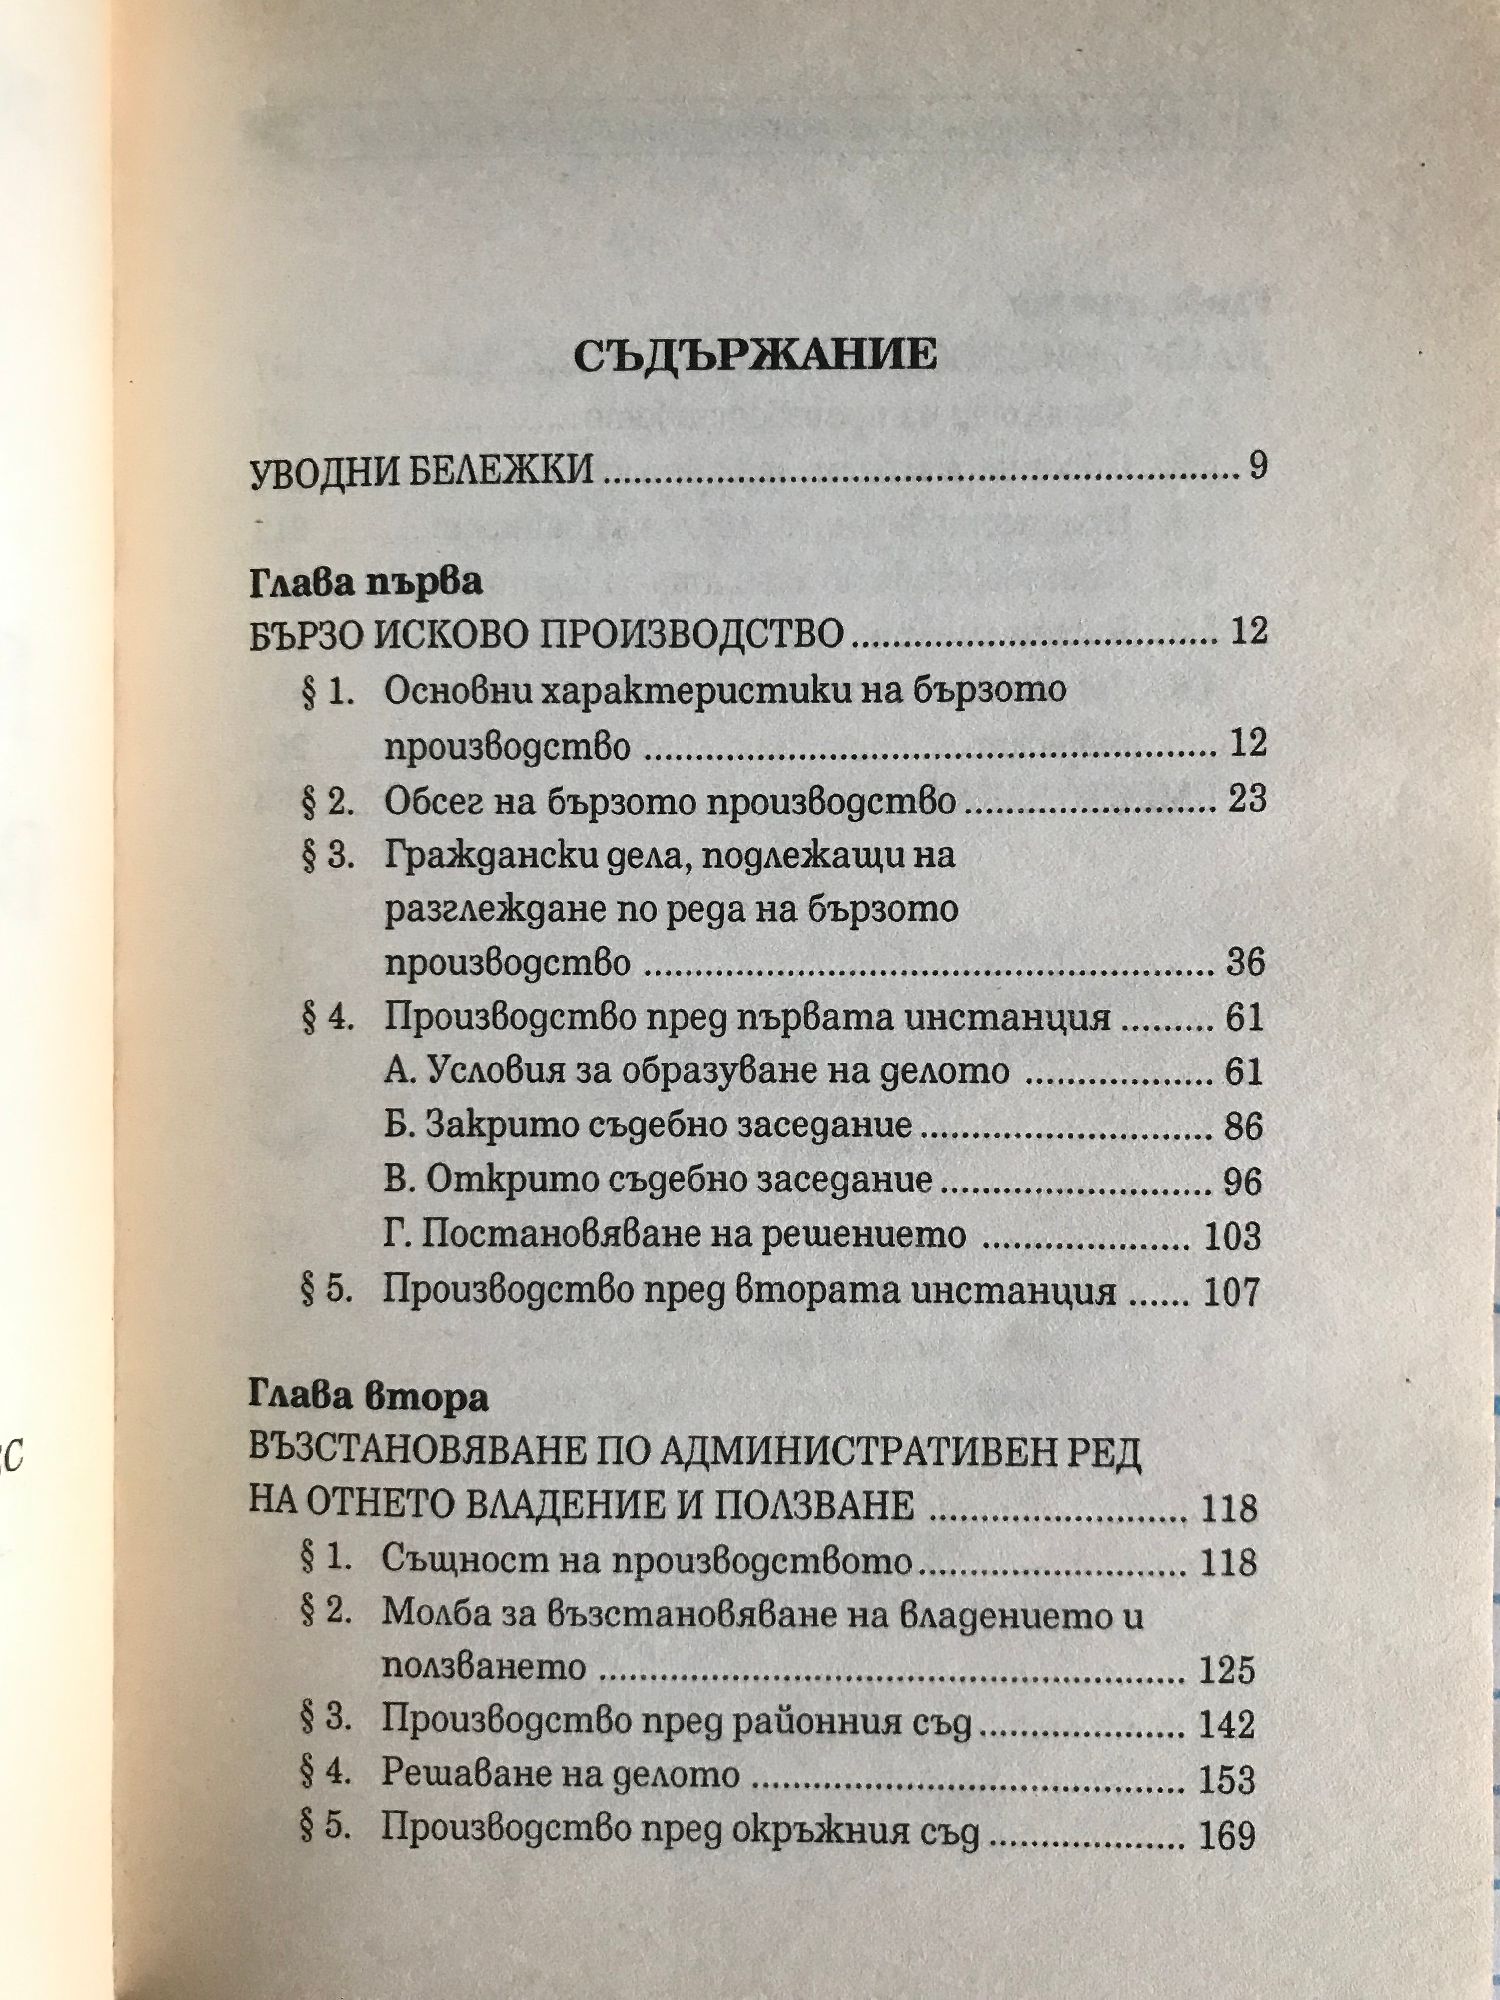 СЪДЪРЖАНИЕ
УВОДНИ БЕЛЕЖКИ ........ 9
Глава първа
БЪРЗО ИСКОВО ПРОИЗВОДСТВО ........ 12
§ 1. Основни характеристики на бързото
производство ........ 12
§ 2. Обсег на бързото производство ........ 23
§ 3. Граждански дела, подлежащи на
разглеждане по реда на бързото
производство ........ 36
§ 4. Производство пред първата инстанция ........ 61
А. Условия за образуване на делото ........ 61
Б. Закрито съдебно заседание ........ 86
В. Открито съдебно заседание ........ 96
Г. Постановяване на решението ........ 103
§ 5. Производство пред втората инстанция ...... 107
Глава втора
ВЪЗСТАНОВЯВАНЕ ПО АДМИНИСТРАТИВЕН РЕД
НА ОТНЕТО ВЛАДЕНИЕ И ПОЛЗВАНЕ ........ 118
§ 1. Същност на производството ........ 118
§ 2. Молба за възстановяване на владението и
ползването ........ 125
§ 3. Производство пред районния съд ........ 142
§ 4. Решаване на делото ........ 153
§ 5. Производство пред окръжния съд ........ 169